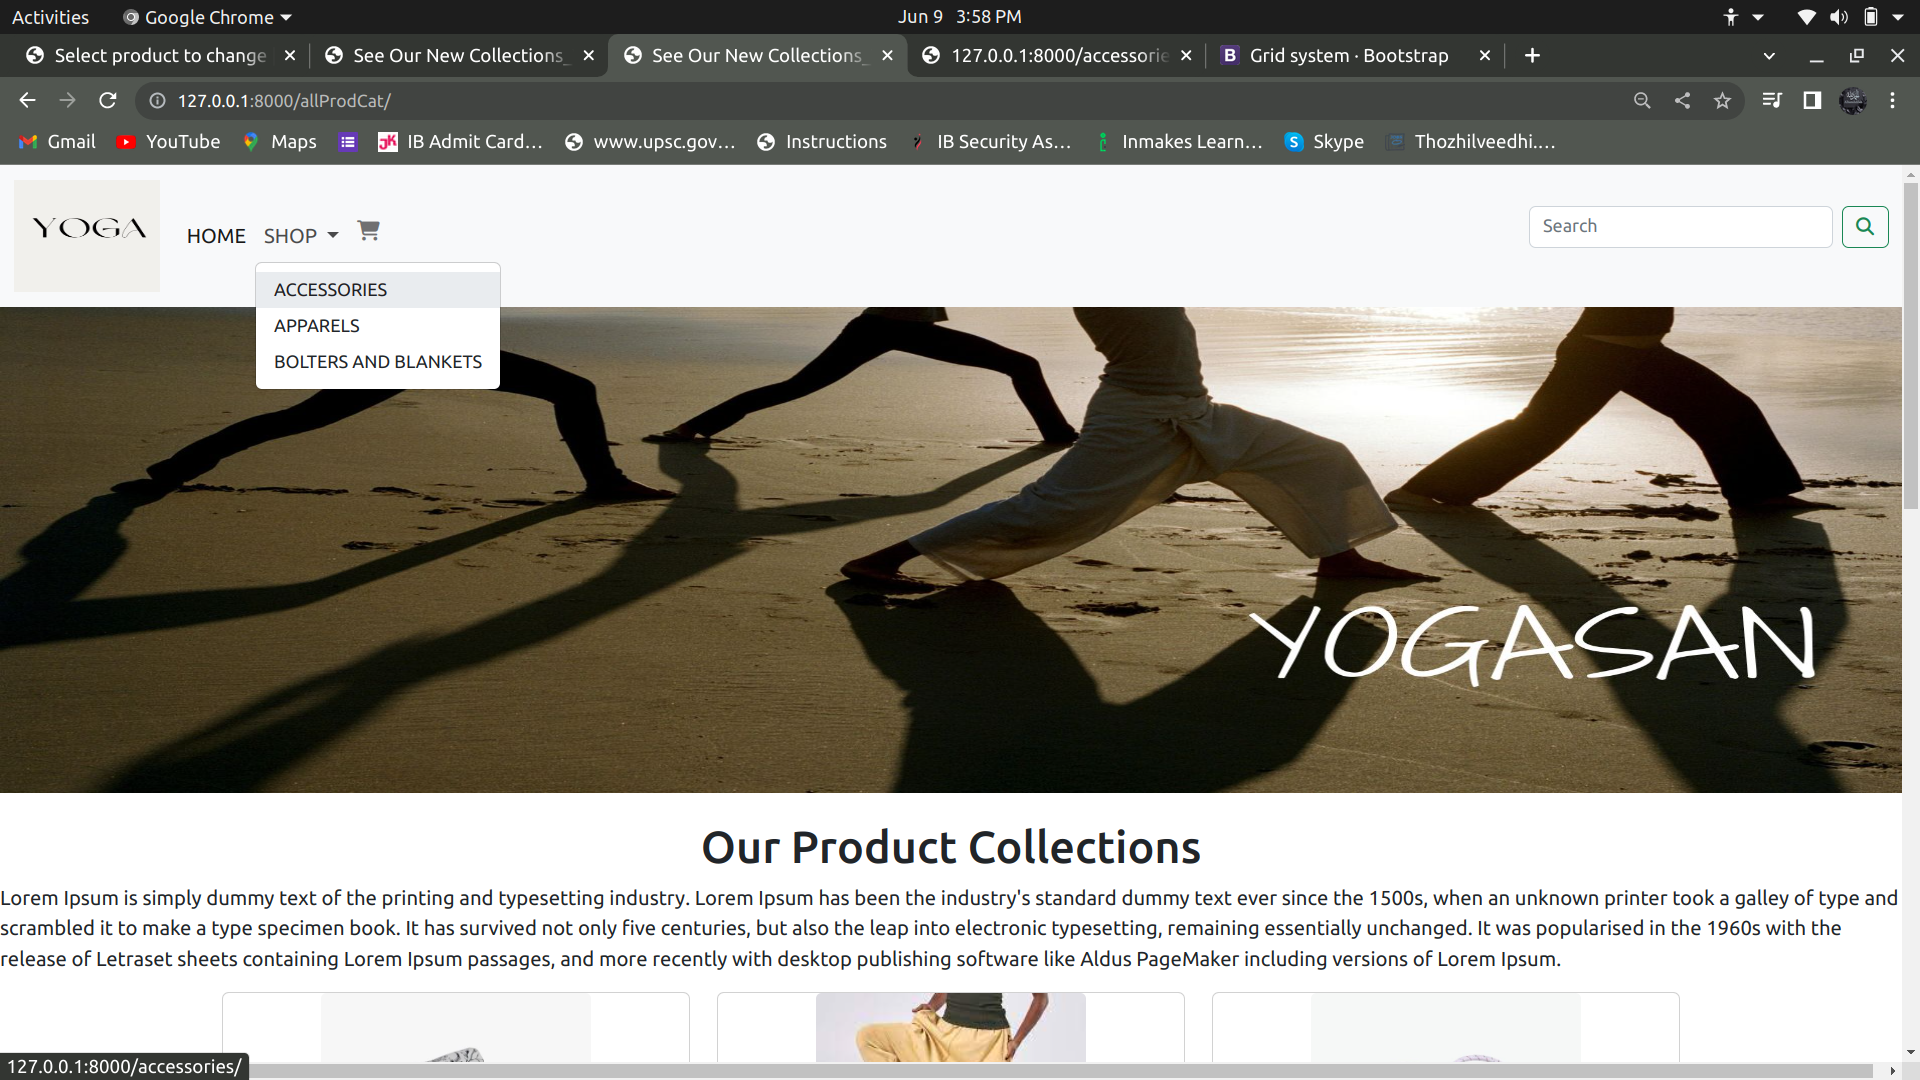 Activities
Google Chrome
Jun 9 3:58 PM
Select product to change
See Our New Collections_
See Our New Collections_
127.0.0.1:8000/accessorie
Grid system · Bootstrap
127.0.0.1:8000/allProdCat/
Gmail
YouTube
Maps
IB Admit Card...
www.upsc.gov...
Instructions
IB Security As...
Inmakes Learn...
Skype
Thozhilveedhi....
YOGA
HOME
SHOP
Search
ACCESSORIES
APPARELS
BOLTERS AND BLANKETS
YOGASAN
Our Product Collections
Lorem Ipsum is simply dummy text of the printing and typesetting industry. Lorem Ipsum has been the industry's standard dummy text ever since the 1500s, when an unknown printer took a galley of type and
scrambled it to make a type specimen book. It has survived not only five centuries, but also the leap into electronic typesetting, remaining essentially unchanged. It was popularised in the 1960s with the
release of Letraset sheets containing Lorem Ipsum passages, and more recently with desktop publishing software like Aldus PageMaker including versions of Lorem Ipsum.
127.0.0.1:8000/accessories/